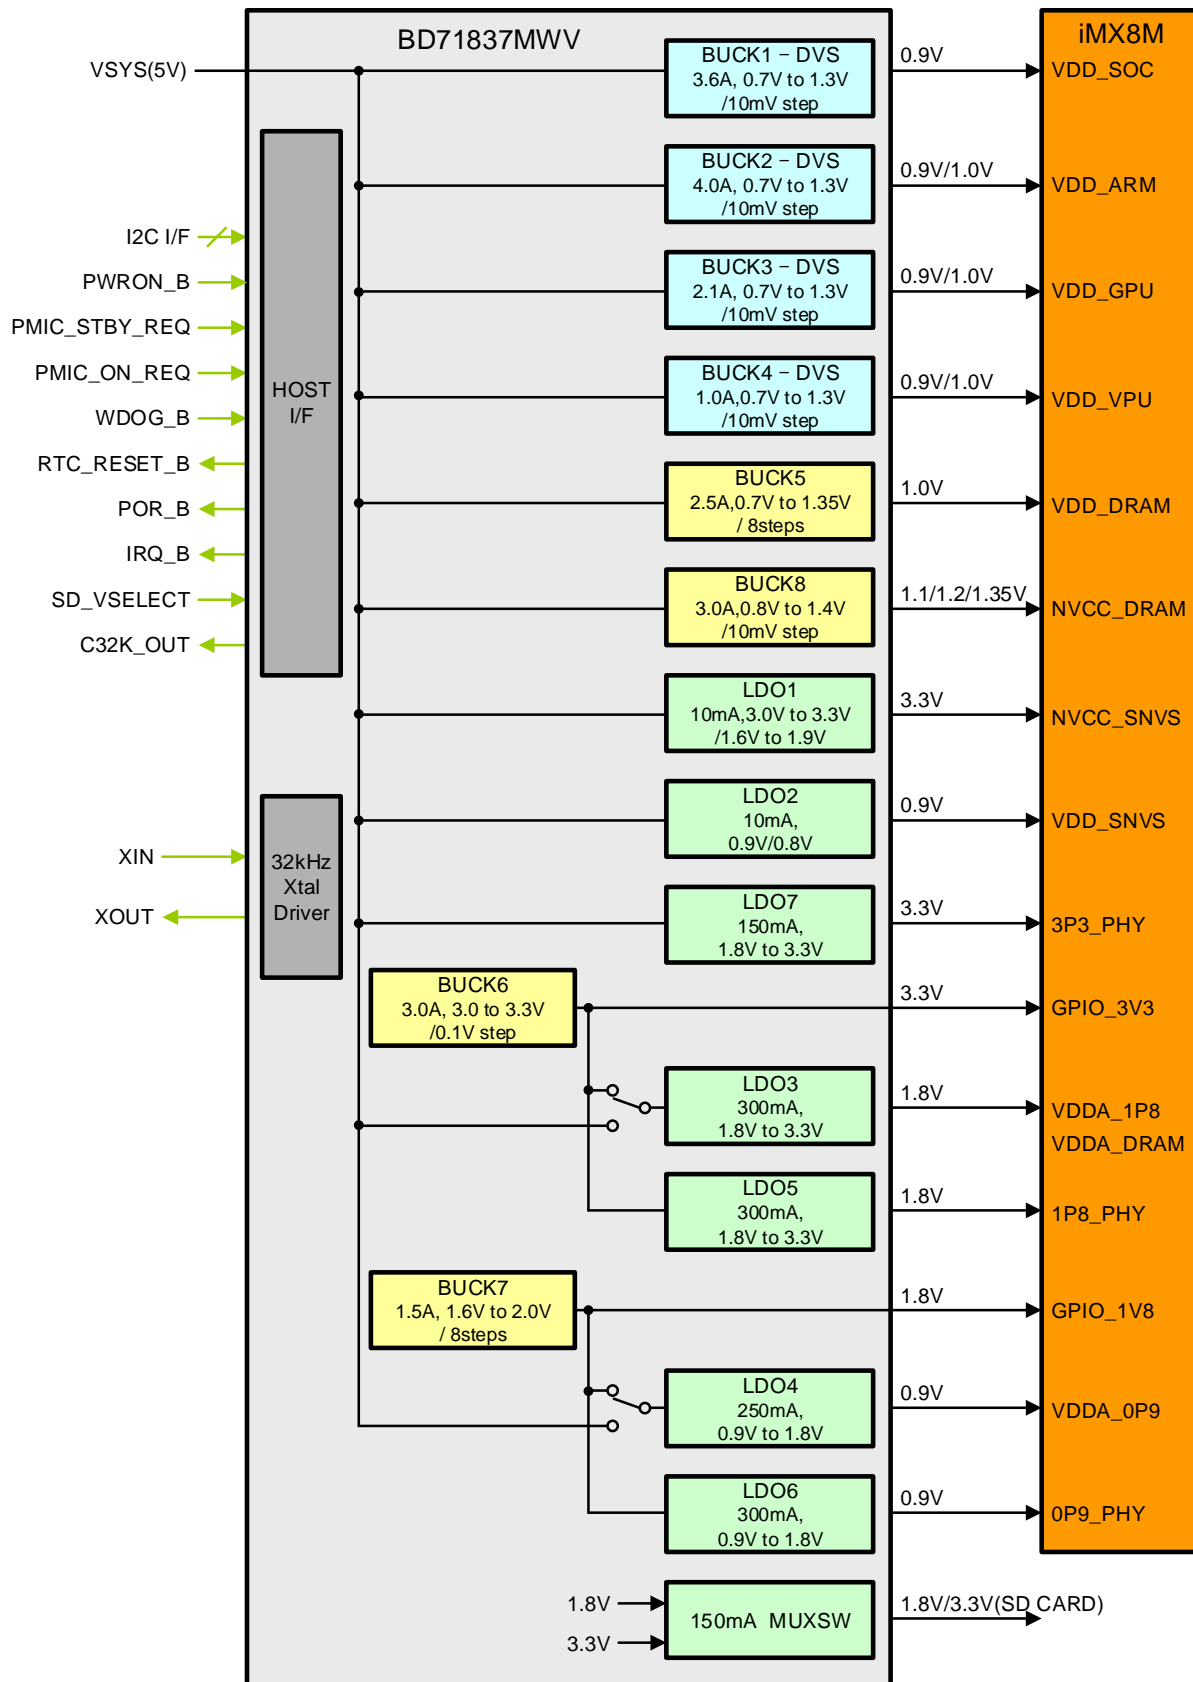 BD71837MWV
iMX8M
VSYS(5V)
BUCK1 – DVS
3.6A, 0.7V to 1.3V
/10mV step
0.9V
VDD_SOC
BUCK2 – DVS
4.0A, 0.7V to 1.3V
/10mV step
0.9V/1.0V
VDD_ARM
BUCK3 – DVS
2.1A, 0.7V to 1.3V
/10mV step
0.9V/1.0V
VDD_GPU
BUCK4 – DVS
1.0A,0.7V to 1.3V
/10mV step
0.9V/1.0V
VDD_VPU
BUCK5
2.5A,0.7V to 1.35V
/ 8steps
1.0V
VDD_DRAM
BUCK8
3.0A,0.8V to 1.4V
/10mV step
1.1/1.2/1.35V
NVCC_DRAM
LDO1
10mA,3.0V to 3.3V
/1.6V to 1.9V
3.3V
NVCC_SNVS
LDO2
10mA,
0.9V/0.8V
0.9V
VDD_SNVS
LDO7
150mA,
1.8V to 3.3V
3.3V
3P3_PHY
I2C I/F
PWRON_B
PMIC_STBY_REQ
PMIC_ON_REQ
WDOG_B
RTC_RESET_B
POR_B
IRQ_B
SD_VSELECT
C32K_OUT
HOST
I/F
XIN
XOUT
32kHz
Xtal
Driver
BUCK6
3.0A, 3.0 to 3.3V
/0.1V step
3.3V
GPIO_3V3
LDO3
300mA,
1.8V to 3.3V
1.8V
VDDA_1P8
VDDA_DRAM
LDO5
300mA,
1.8V to 3.3V
1.8V
1P8_PHY
BUCK7
1.5A, 1.6V to 2.0V
/ 8steps
1.8V
GPIO_1V8
LDO4
250mA,
0.9V to 1.8V
0.9V
VDDA_0P9
LDO6
300mA,
0.9V to 1.8V
0.9V
0P9_PHY
1.8V
3.3V
150mA MUXSW
1.8V/3.3V(SD CARD)